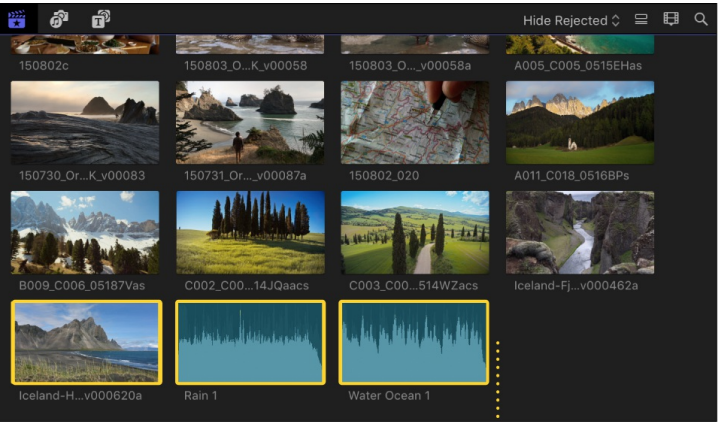 Hide Rejected
150802c
150803_O...K_v00058
150803_O..._v00058a
A005_C005_0515EHas
150730_Or...K_v00083
150731_Or..._v00087a
150802_020
A011_C018_0516BPs
B009_C006_05187Vas
C002_C00...14JQaacs
C003_C00...514WZacs
Iceland-Fj...v000462a
Iceland-H...v000620a
Rain 1
Water Ocean 1